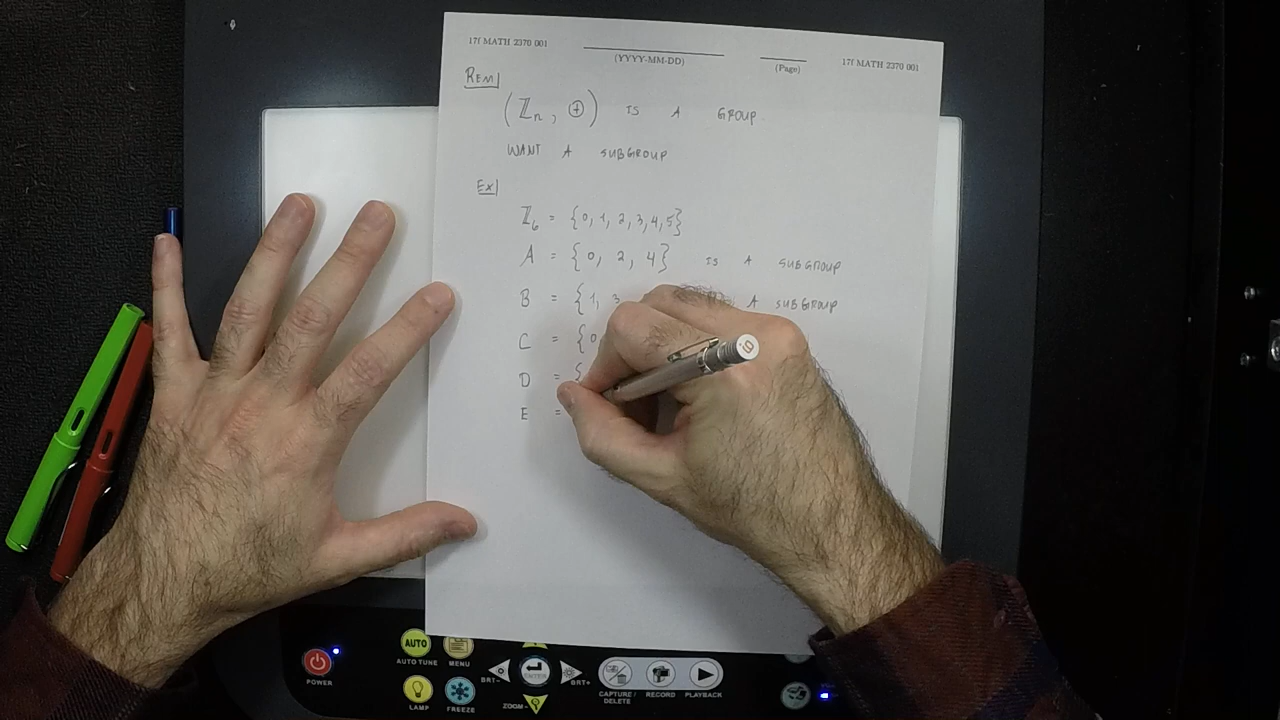 17f MATH 2370 001
(YYYY-MM-DD)
(Page)
17f MATH 2370 001
REM
(ℤn, ⊕) IS A GROUP.
WANT A SUBGROUP
EX
ℤ6 = {0, 1, 2, 3, 4, 5}
A = {0, 2, 4} IS A SUBGROUP
B = {1, 3 A SUBGROUP
C = {0
D = {
E =
.9
POWER
AUTO
AUTO TUNE
MENU
LAMP
FREEZE
BRT-
ENTER
BRT+
ZOOM-
CAPTURE/
DELETE
RECORD
PLAYBACK